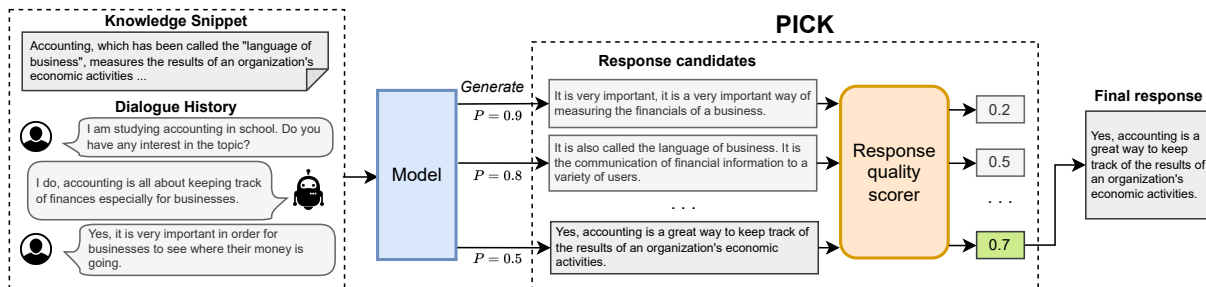 Knowledge Snippet
Accounting, which has been called the "language of
business", measures the results of an organization's
economic activities ...
Dialogue History
I am studying accounting in school. Do you
have any interest in the topic?
I do, accounting is all about keeping track
of finances especially for businesses.
Yes, it is very important in order for
businesses to see where their money is
going.
Model
Generate
P = 0.9
P = 0.8
P = 0.5
PICK
Response candidates
It is very important, it is a very important way of
measuring the financials of a business.
It is also called the language of business. It is
the communication of financial information to a
variety of users.
. . .
Yes, accounting is a great way to keep track of
the results of an organization's economic
activities.
Response
quality
scorer
0.2
0.5
. . .
0.7
Final response
Yes, accounting is a
great way to keep
track of the results of
an organization's
economic activities.